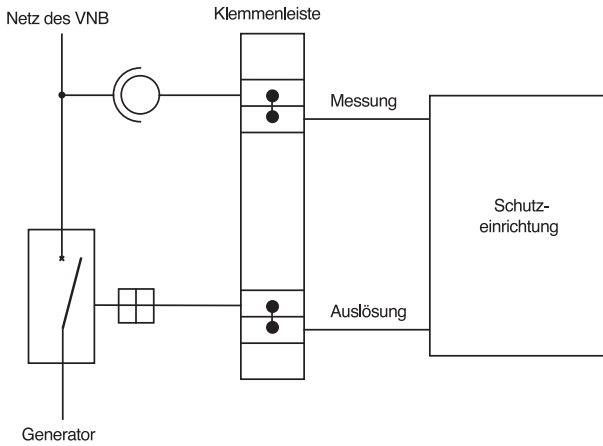 Netz des VNB
Klemmenleiste
Messung
Schutz-
einrichtung
Auslösung
Generator